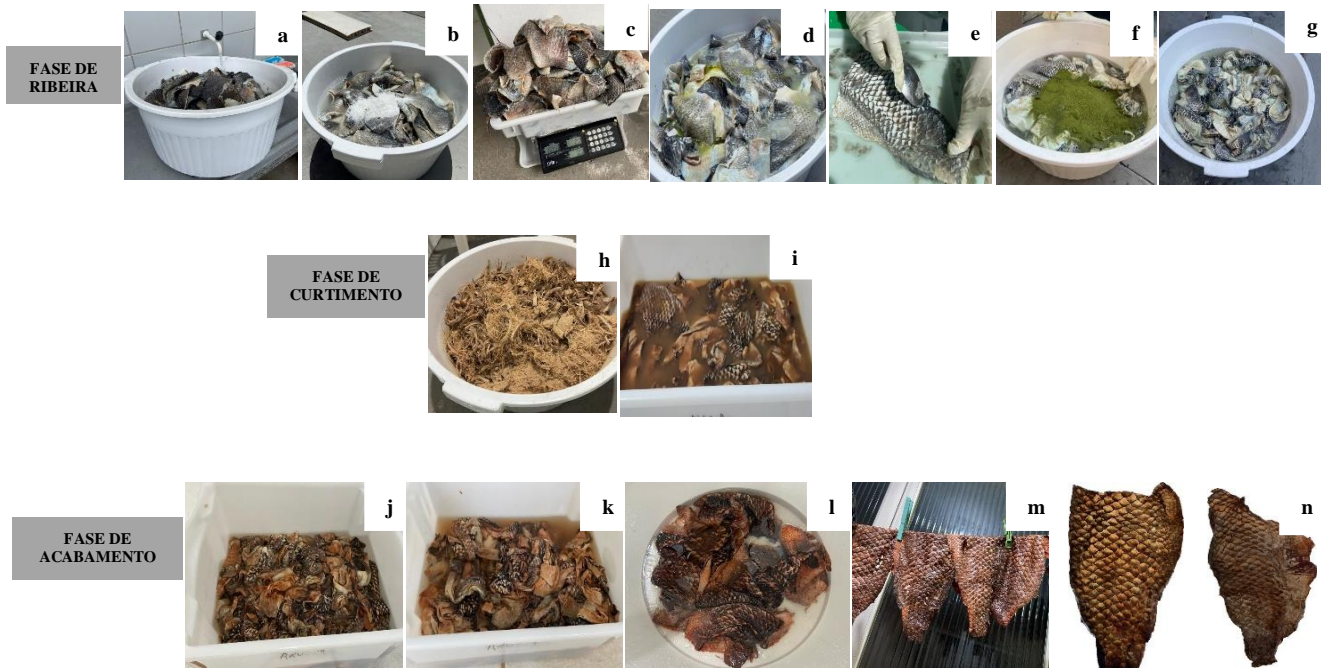 FASE DE
RIBEIRA
a
b
c
d
e
f
g
FASE DE
CURTIMENTO
h
i
FASE DE
ACABAMENTO
j
k
l
m
n